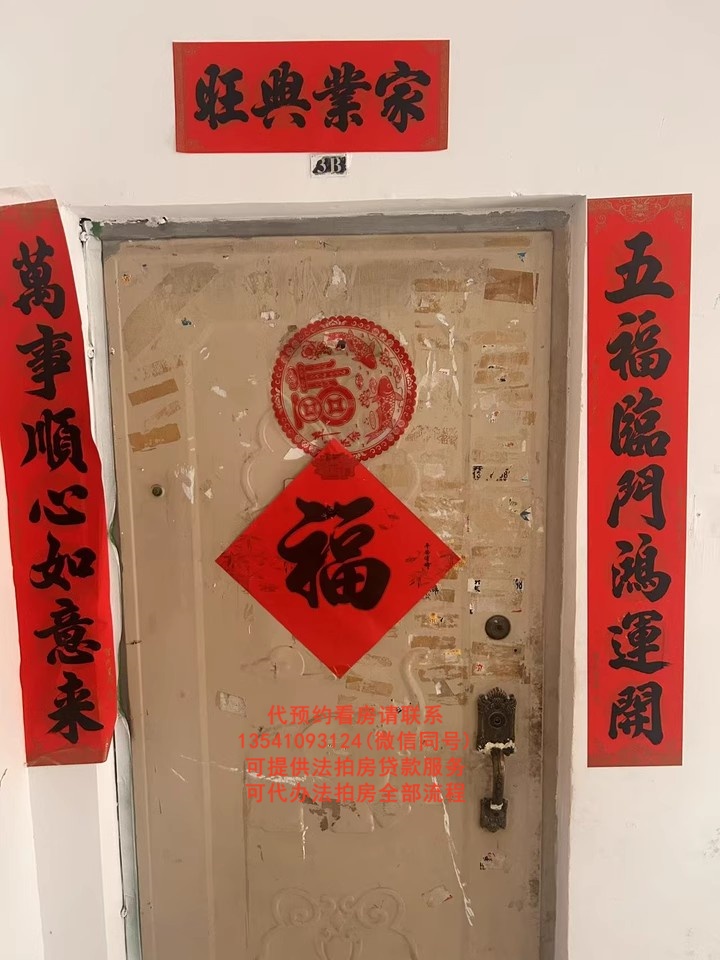 旺興業家
3B
五福臨門鴻運開
萬事順心如意来
福
代预约看房请联系
13541093124(微信同号)
可提供法拍房贷款服务
可代办法拍房全部流程